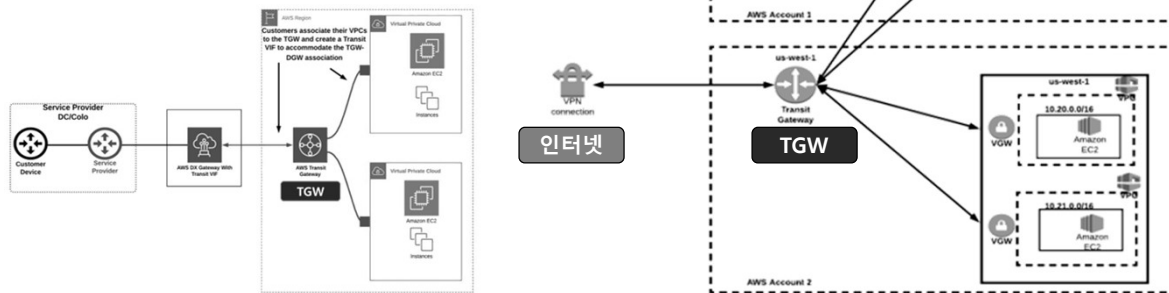 AWS Region
Customers associate their VPCs
to the TGW and create a Transit
VIF to accommodate the TGW-
DGW association
Virtual Private Cloud
Amazon EC2
Instances
Service Provider
DC/Colo
Customer
Device
Service
Provider
AWS DX Gateway With
Transit VIF
AWS Transit
Gateway
TGW
Virtual Private Cloud
Amazon EC2
Instances
AWS Account 1
us-west-1
VPN
connection
인터넷
Transit
Gateway
TGW
us-west-1
VPC
10.20.0.0/16
VGW
Amazon
EC2
VPC
10.21.0.0/16
VGW
Amazon
EC2
AWS Account 2